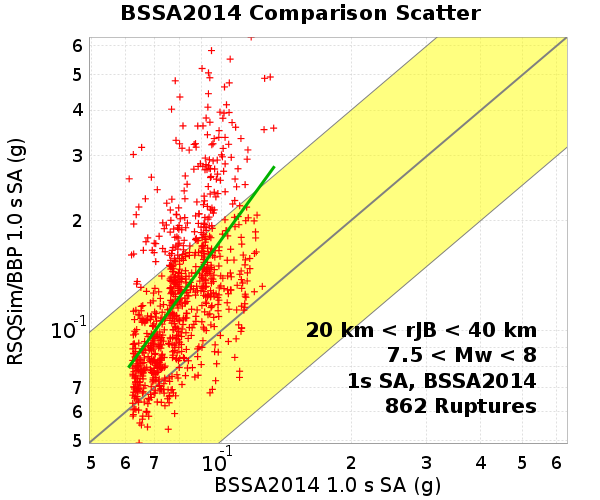 BSSA2014 Comparison Scatter
RSQSim/BBP 1.0 s SA (g)
6
5
4
3
2
10-1
7
6
5
20 km < rJB < 40 km
7.5 < Mw < 8
1s SA, BSSA2014
862 Ruptures
5 6 7 10-1 2 3 4 5 6
BSSA2014 1.0 s SA (g)